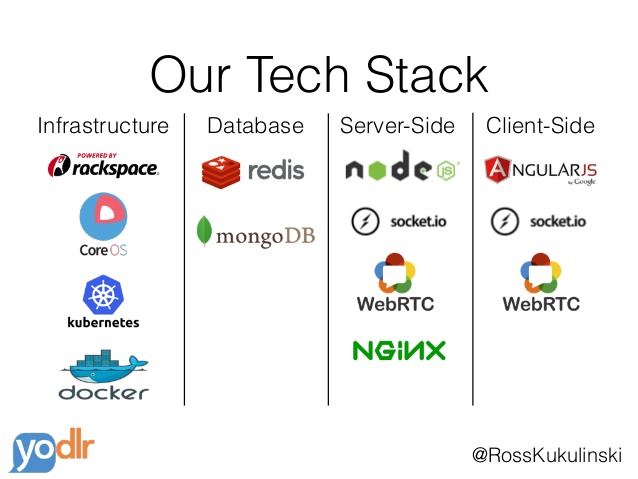 Our Tech Stack
Infrastructure
POWERED BY
rackspace.
CoreOS
kubernetes
docker
Database
redis
mongoDB
Server-Side
node JS
socket.io
WebRTC
NGINX
Client-Side
ANGULARJS
by Google
socket.io
WebRTC
yodlr
@RossKukulinski